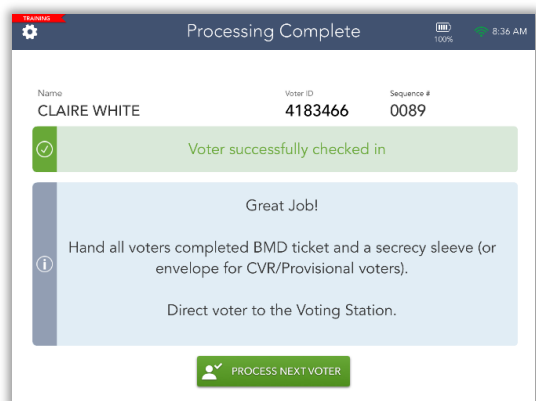 TRAINING
Processing Complete
100%
8:36 AM
Name
Voter ID
Sequence #
CLAIRE WHITE
4183466
0089
Voter successfully checked in
Great Job!
Hand all voters completed BMD ticket and a secrecy sleeve (or
envelope for CVR/Provisional voters).
Direct voter to the Voting Station.
PROCESS NEXT VOTER